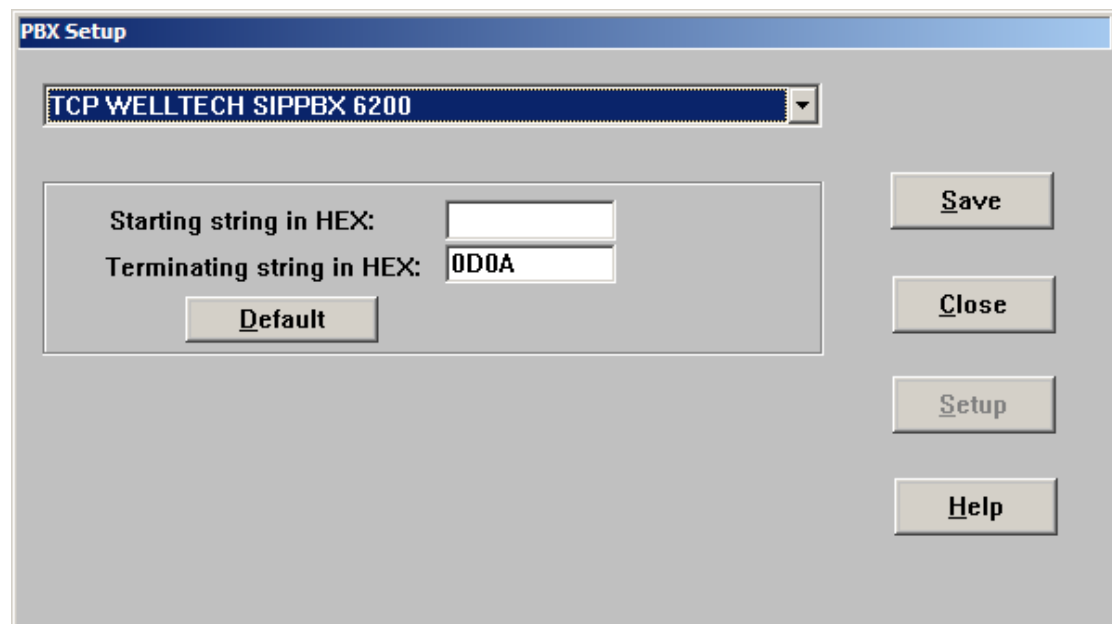 PBX Setup
TCP WELLTECH SIPPBX 6200
Starting string in HEX:
Terminating string in HEX: 0D0A
Default
Save
Close
Setup
Help